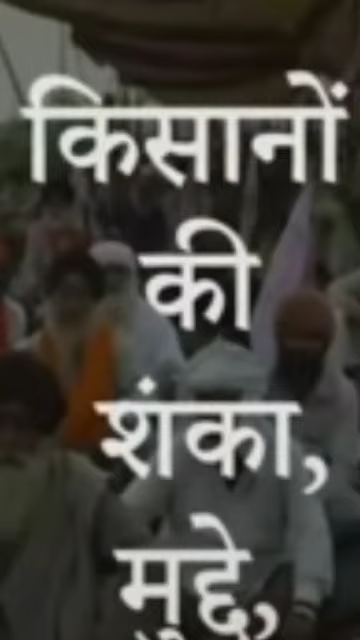 किसानों
की
शंका,
मुद्दे,